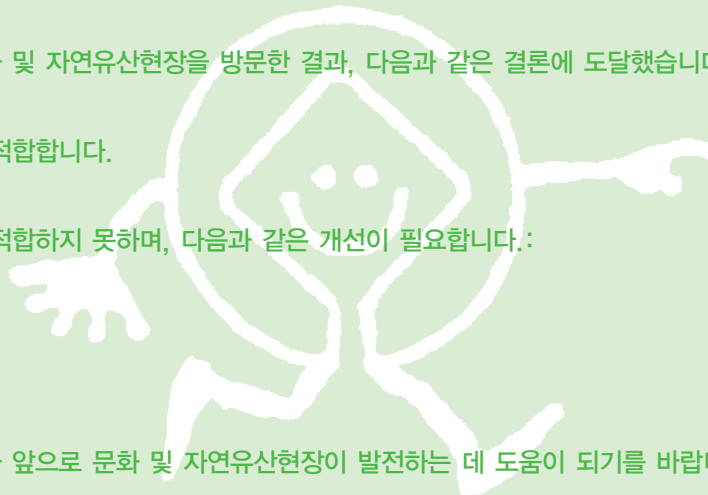 및 자연유산현장을 방문한 결과, 다음과 같은 결론에 도달했습니다
적합합니다.
적합하지 못하며, 다음과 같은 개선이 필요합니다.:
앞으로 문화 및 자연유산현장이 발전하는 데 도움이 되기를 바랍니다